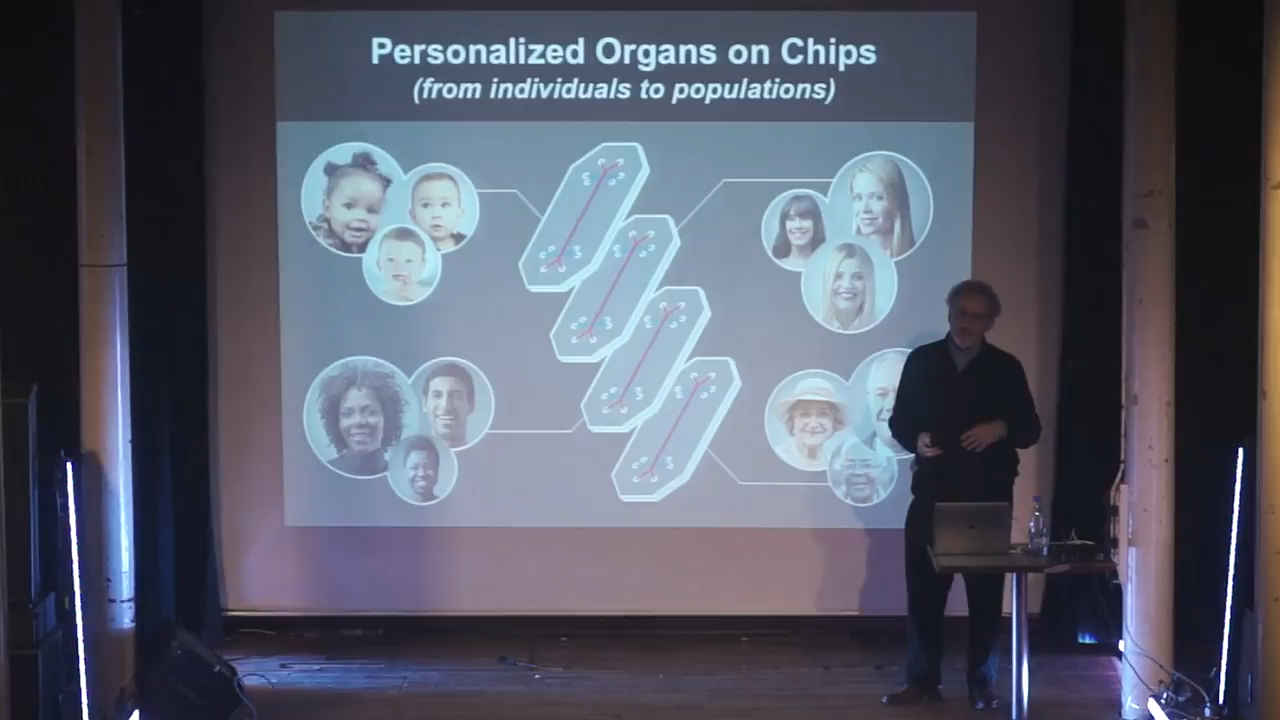 Personalized Organs on Chips
(from individuals to populations)